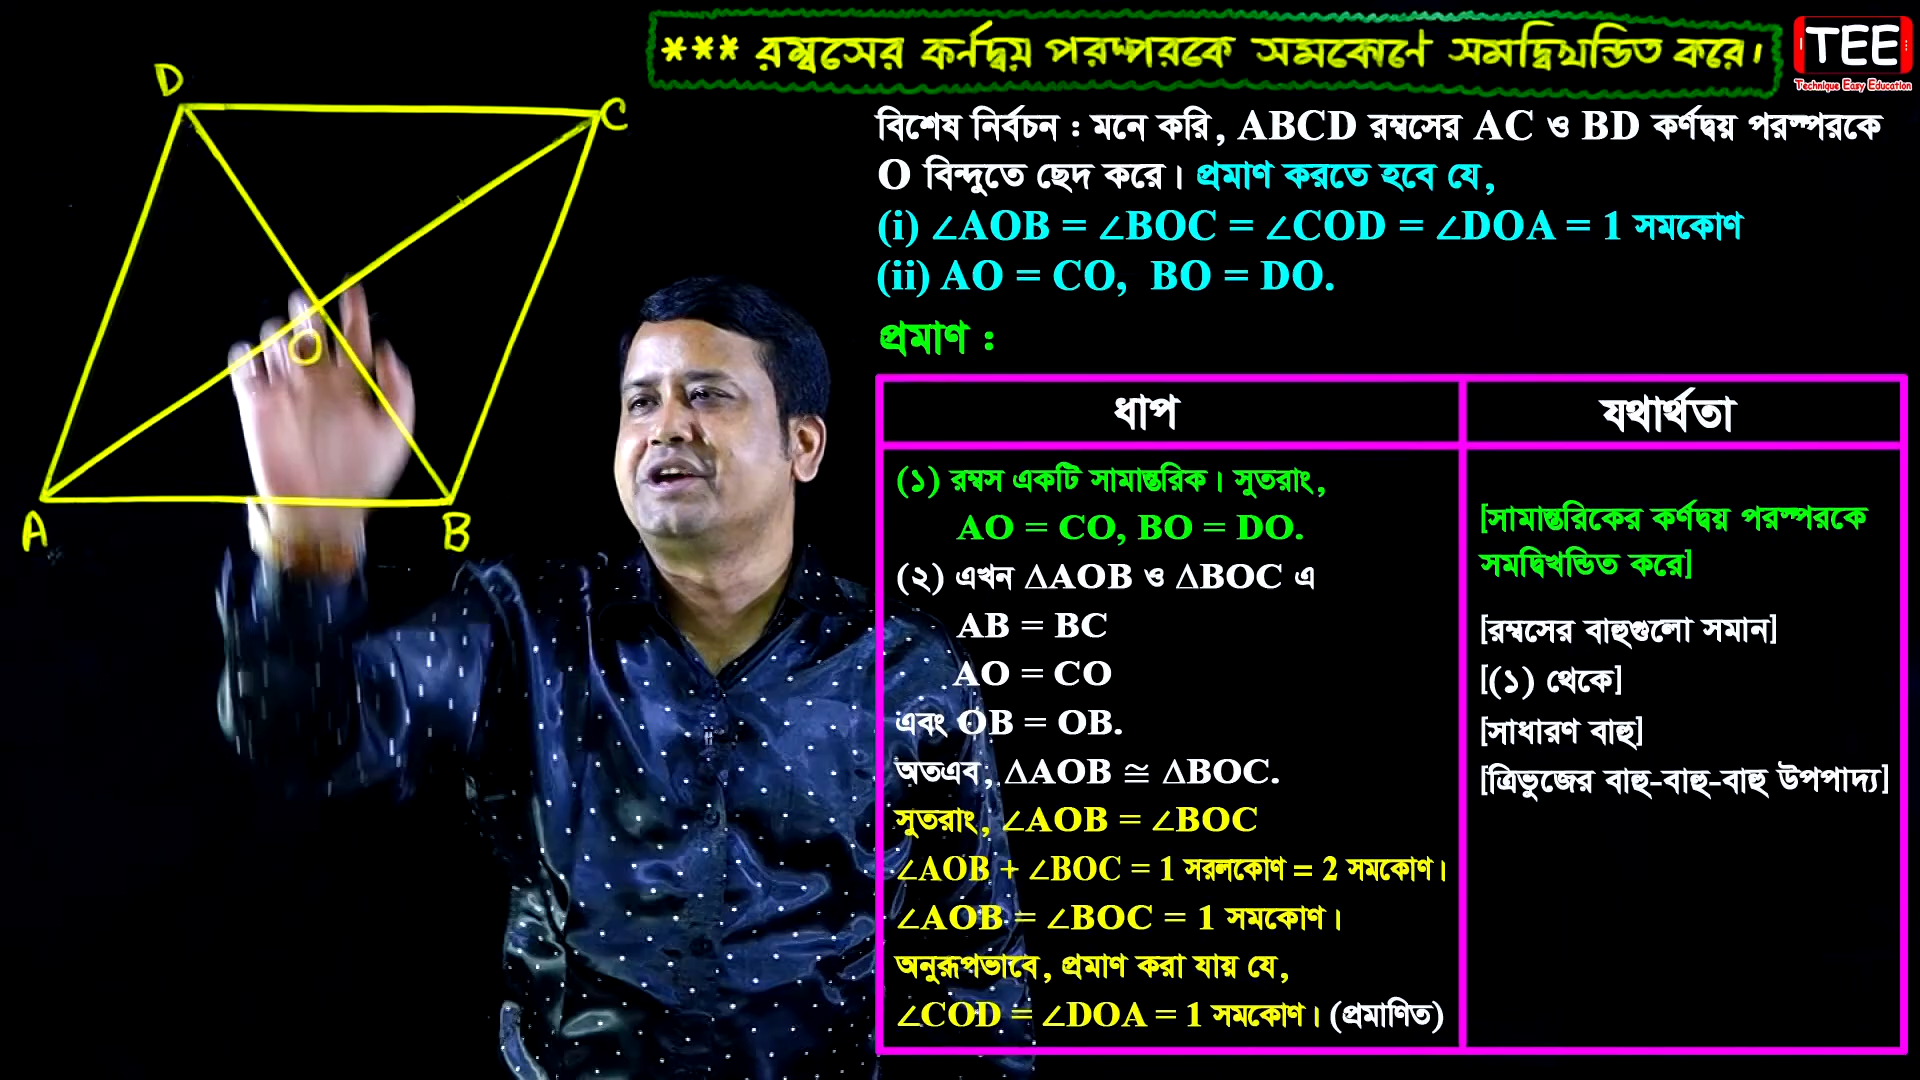 *** রম্বসের কর্ণদ্বয় পরস্পরকে সমকোণে সমদ্বিখন্ডিত করে।
TEE
Technique Easy Education
D
C
O
A
B
বিশেষ নির্বচন : মনে করি, ABCD রম্বসের AC ও BD কর্ণদ্বয় পরস্পরকে
O বিন্দুতে ছেদ করে। প্রমাণ করতে হবে যে,
(i) ∠AOB = ∠BOC = ∠COD = ∠DOA = 1 সমকোণ
(ii) AO = CO, BO = DO.
প্রমাণ :
ধাপ
(১) রম্বস একটি সামান্তরিক। সুতরাং,
AO = CO, BO = DO.
(২) এখন ΔAOB ও ΔBOC এ
AB = BC
AO = CO
এবং OB = OB.
অতএব, ΔAOB ≅ ΔBOC.
সুতরাং, ∠AOB = ∠BOC
∠AOB + ∠BOC = 1 সরলকোণ = 2 সমকোণ।
∠AOB = ∠BOC = 1 সমকোণ।
অনুরূপভাবে, প্রমাণ করা যায় যে,
∠COD = ∠DOA = 1 সমকোণ। (প্রমাণিত)
যথার্থতা
[সামান্তরিকের কর্ণদ্বয় পরস্পরকে
সমদ্বিখন্ডিত করে]
[রম্বসের বাহুগুলো সমান]
[(১) থেকে]
[সাধারণ বাহু]
[ত্রিভুজের বাহু-বাহু-বাহু উপপাদ্য]